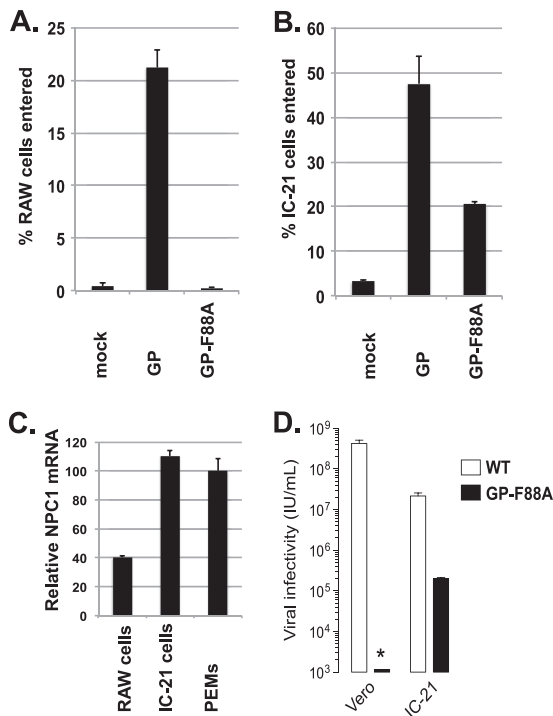 A.
% RAW cells entered
25
20
15
10
5
0
mock
GP
GP-F88A
B.
% IC-21 cells entered
60
50
40
30
20
10
0
mock
GP
GP-F88A
C.
Relative NPC1 mRNA
120
100
80
60
40
20
0
RAW cells
IC-21 cells
PEMs
D.
Viral infectivity (IU/mL)
10⁹
10⁸
10⁷
10⁶
10⁵
10⁴
10³
*
Vero
IC-21
WT
GP-F88A